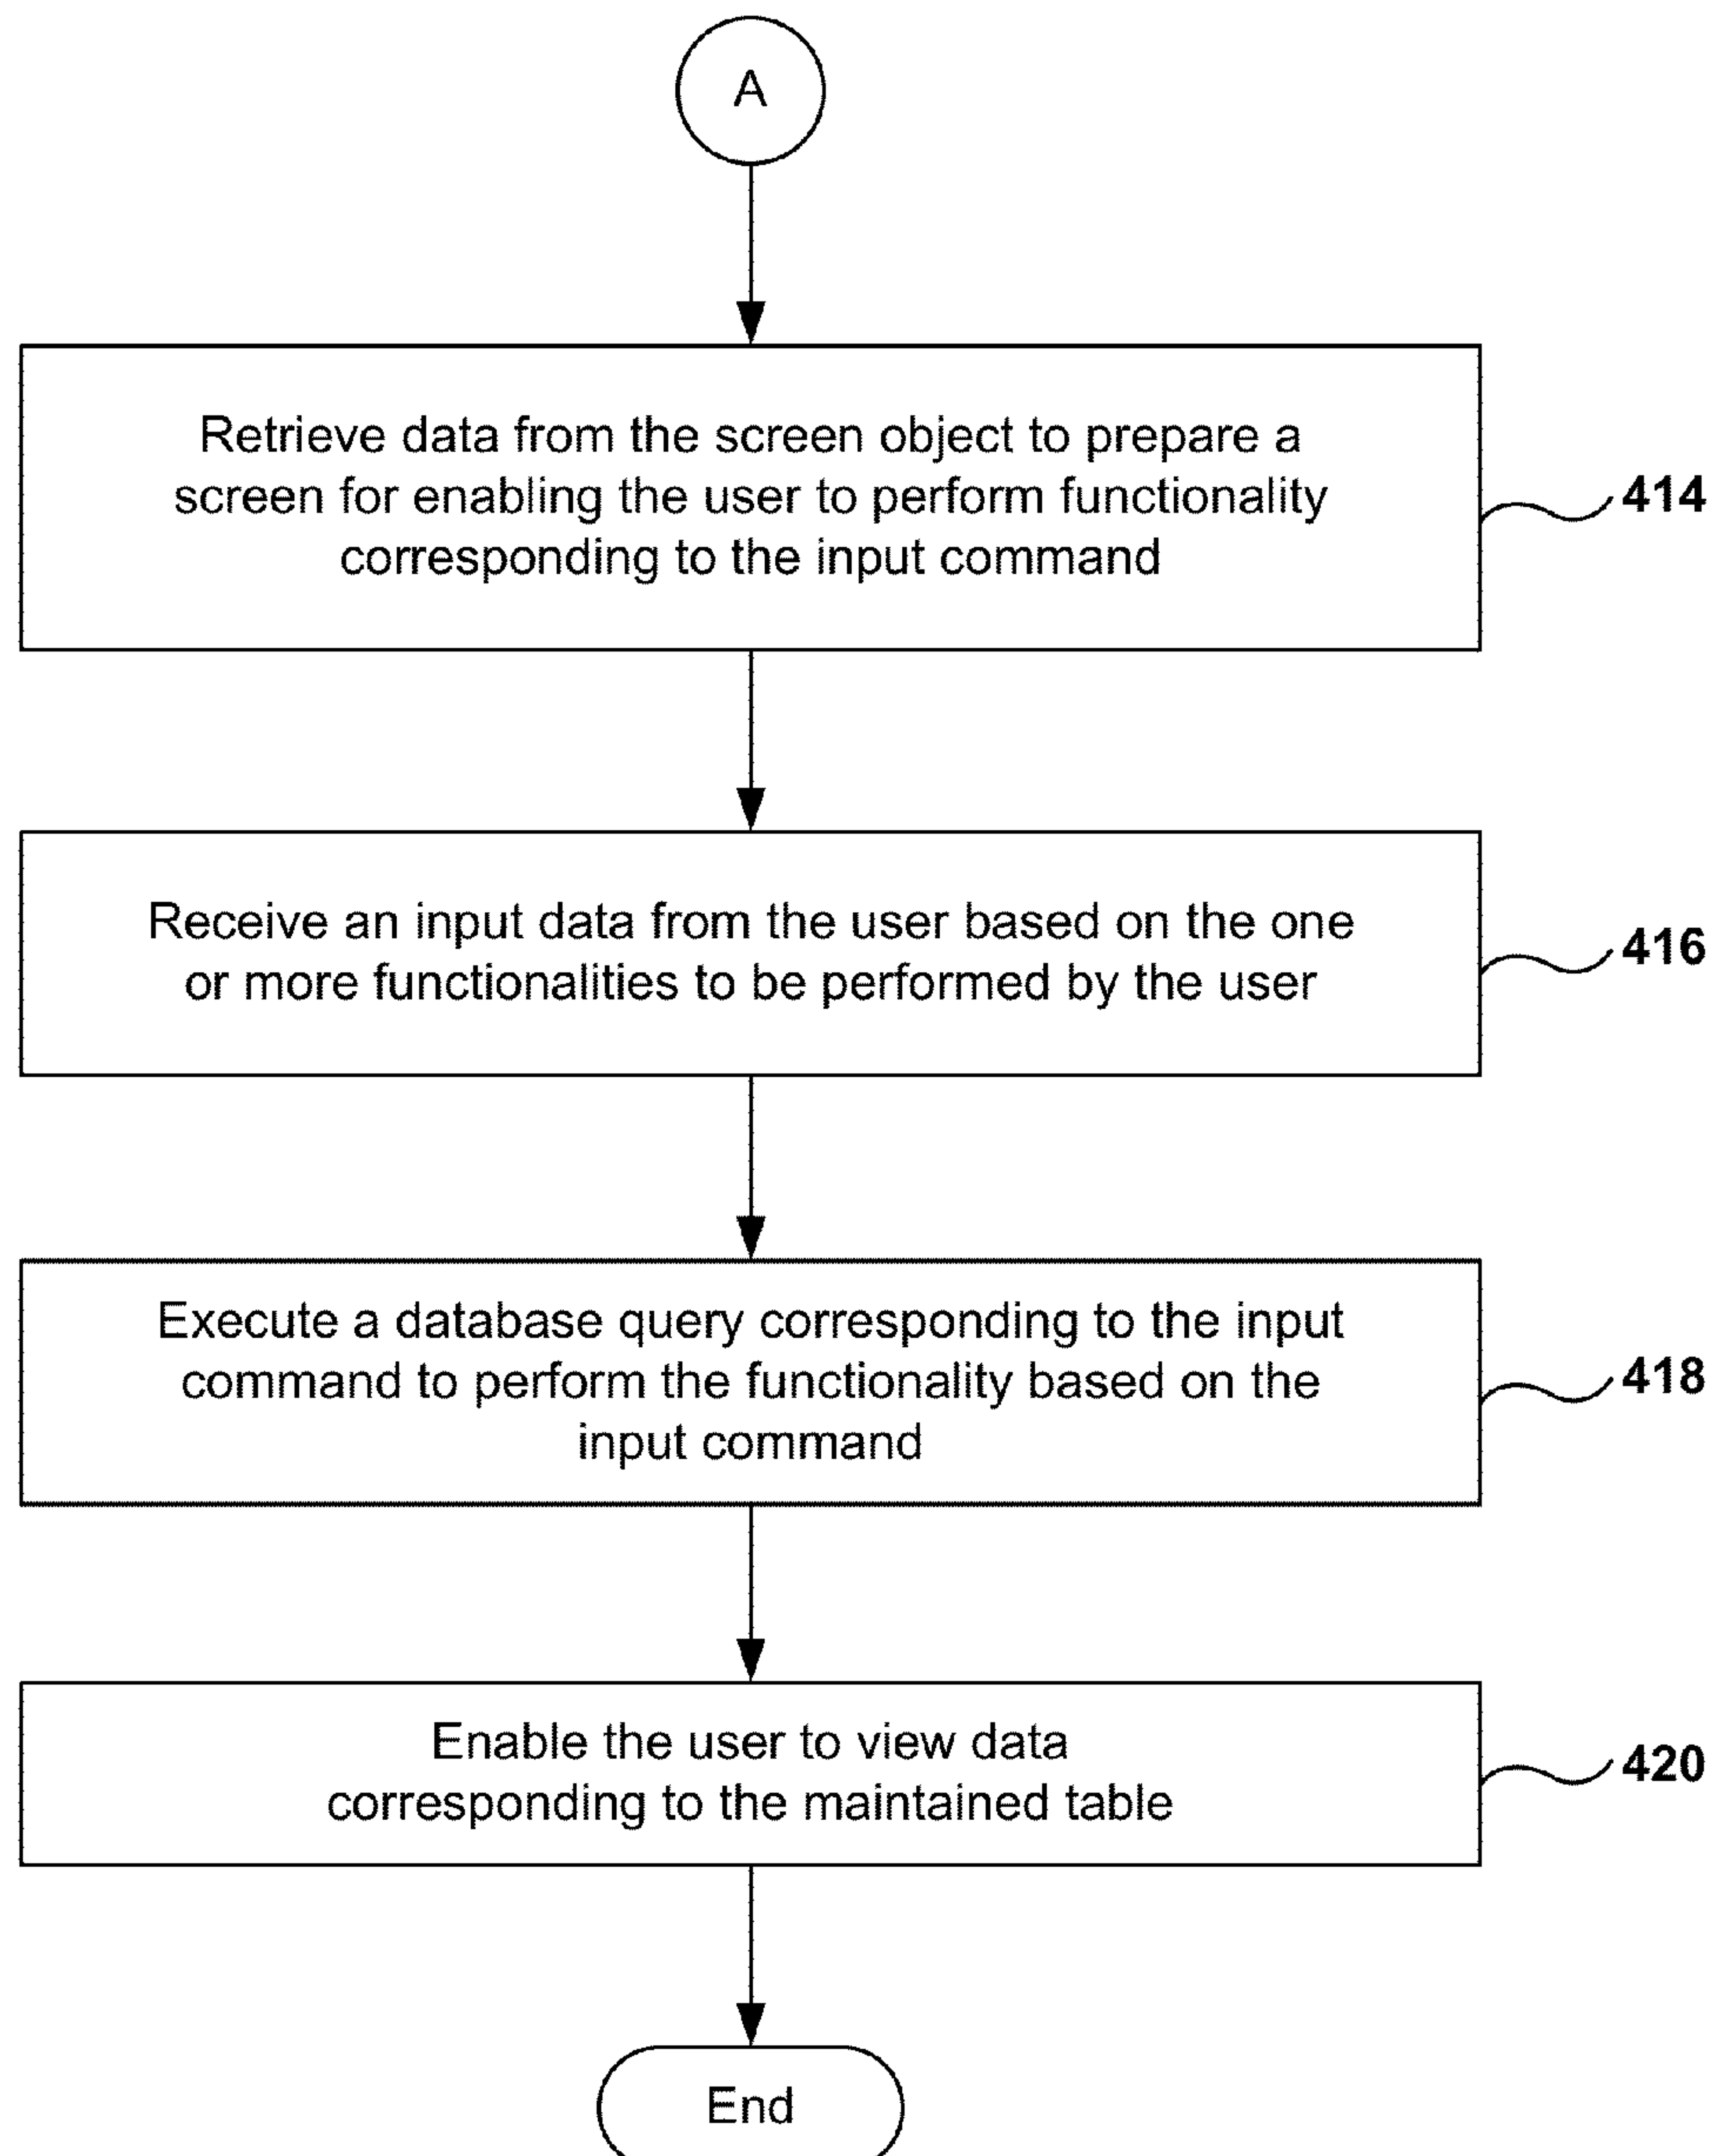 A
Retrieve data from the screen object to prepare a
screen for enabling the user to perform functionality
corresponding to the input command
414
Receive an input data from the user based on the one
or more functionalities to be performed by the user
416
Execute a database query corresponding to the input
command to perform the functionality based on the
input command
418
Enable the user to view data
corresponding to the maintained table
420
End